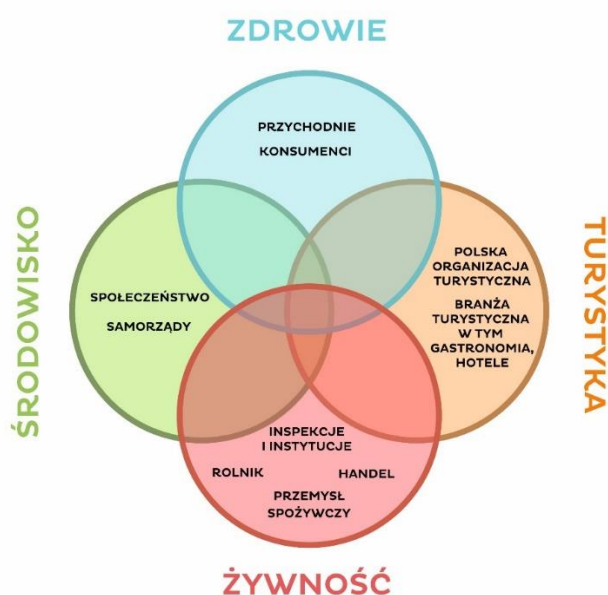 ZDROWIE
PRZYCHODNIE
KONSUMENCI
ŚRODOWISKO
SPOŁECZEŃSTWO
SAMORZĄDY
TURYSTYKA
POLSKA
ORGANIZACJA
TURYSTYCZNA
BRANŻA
TURYSTYCZNA
W TYM
GASTRONOMIA,
HOTELE
INSPEKCJE
I INSTYTUCJE
ROLNIK HANDEL
PRZEMYSŁ
SPOŻYWCZY
ŻYWNOŚĆ